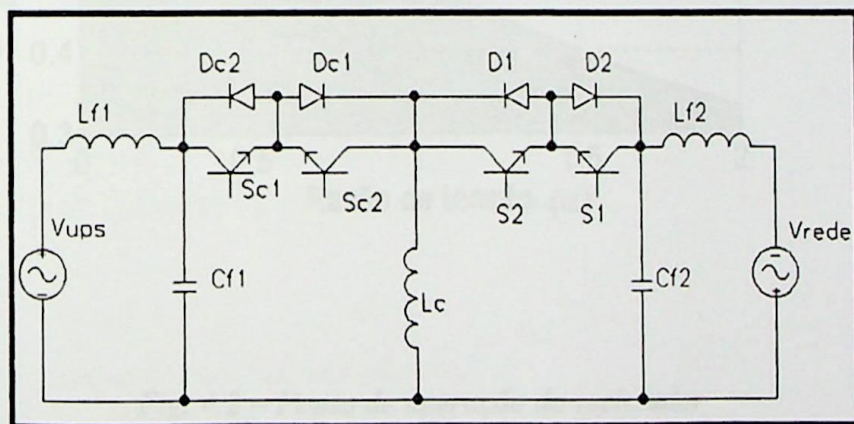 Dc2
Dc1
D1
D2
Lf1
Lf2
Sc1
Sc2
S2
S1
Vups
Vrede
Cf1
Lc
Cf2